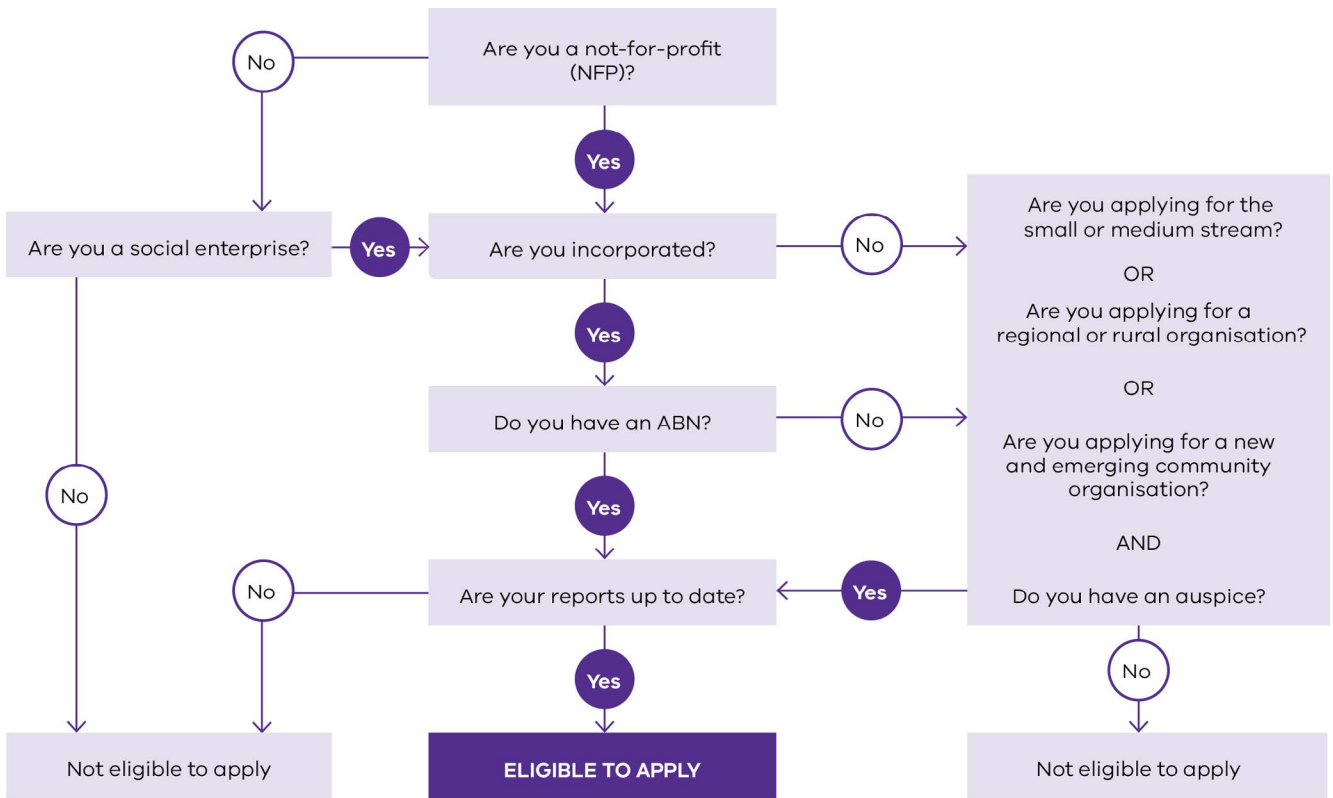 Are you a not-for-profit
(NFP)?
No
Yes
Are you a social enterprise?
Yes
Are you incorporated?
No
Are you applying for the
small or medium stream?
OR
Are you applying for a
regional or rural organisation?
OR
Are you applying for a new
and emerging community
organisation?
AND
Do you have an auspice?
Yes
Do you have an ABN?
No
No
Yes
No
Are your reports up to date?
Yes
Yes
No
Not eligible to apply
ELIGIBLE TO APPLY
Not eligible to apply